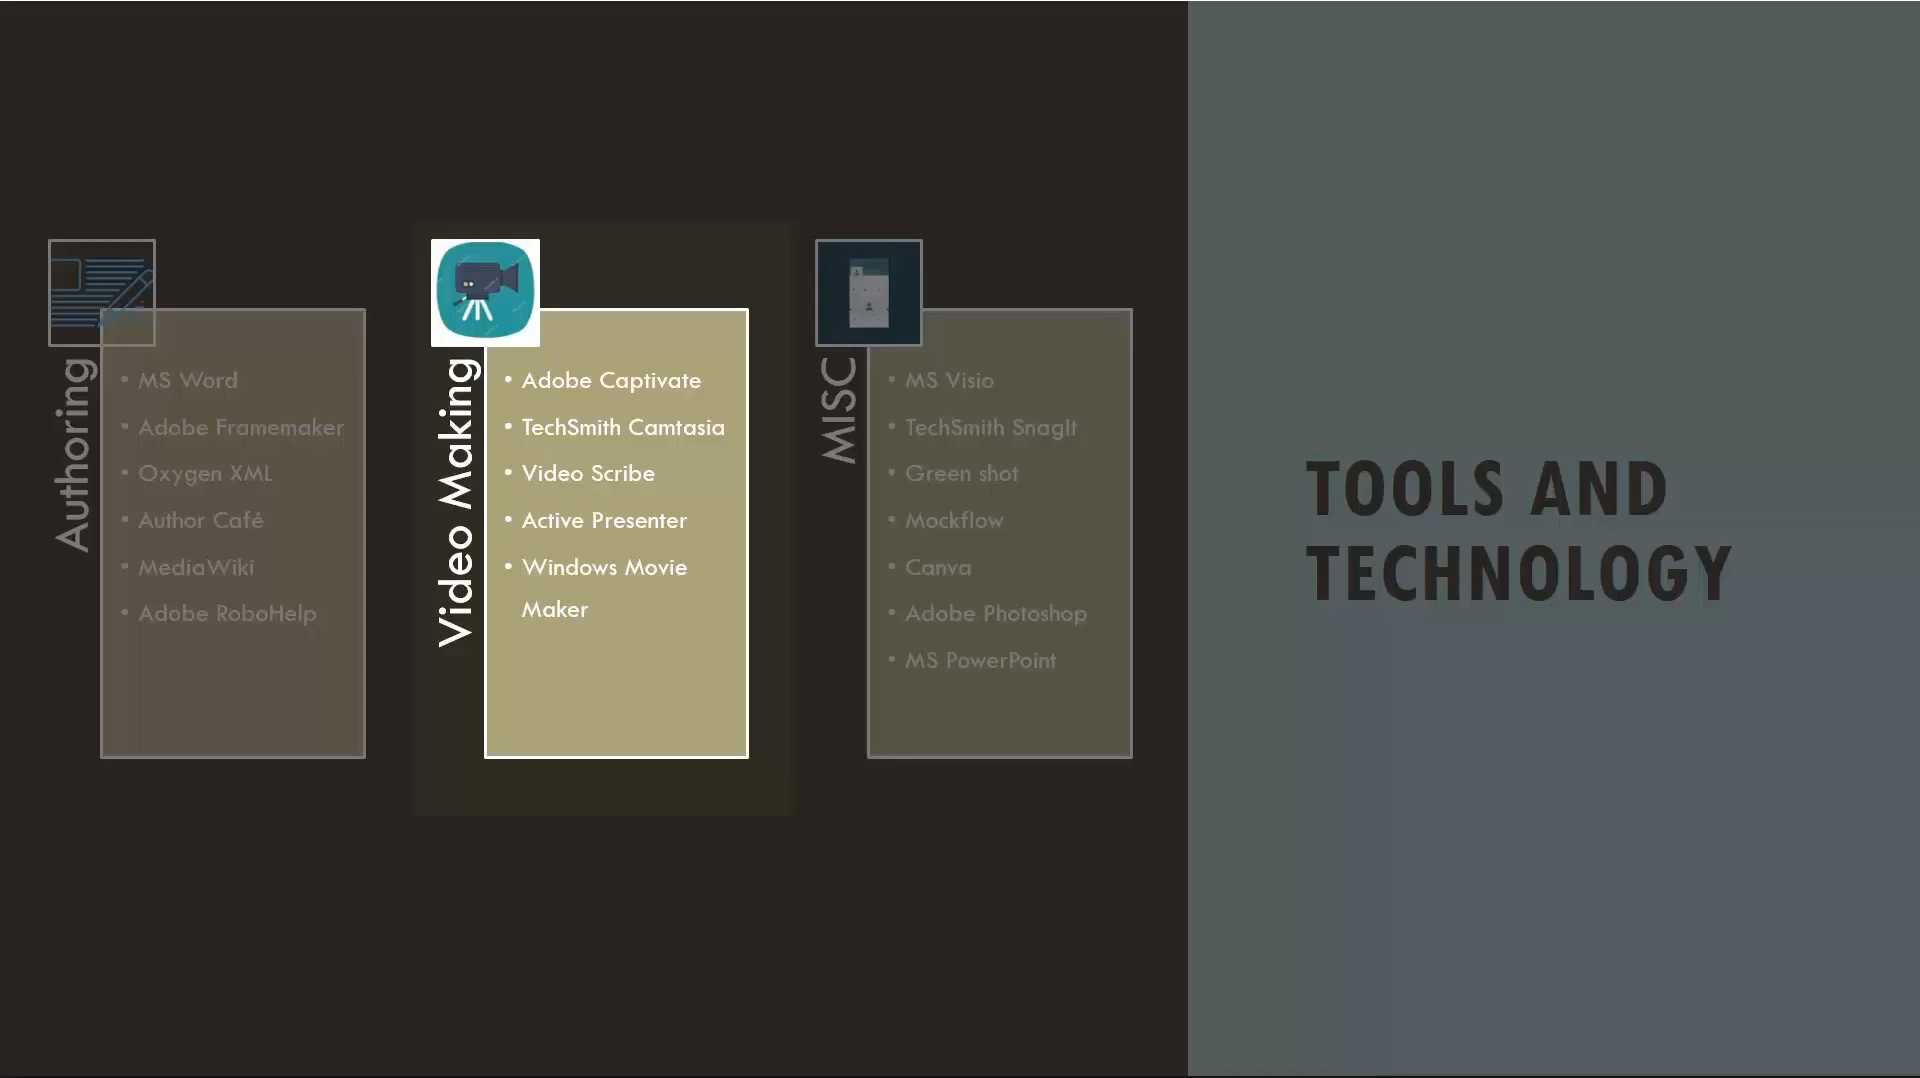 Authoring
• MS Word
• Adobe Framemaker
• Oxygen XML
• Author Café
• MediaWiki
• Adobe RoboHelp
Video Making
• Adobe Captivate
• TechSmith Camtasia
• Video Scribe
• Active Presenter
• Windows Movie
Maker
MISC
• MS Visio
• TechSmith SnagIt
• Green shot
• Mockflow
• Canva
• Adobe Photoshop
• MS PowerPoint
TOOLS AND
TECHNOLOGY